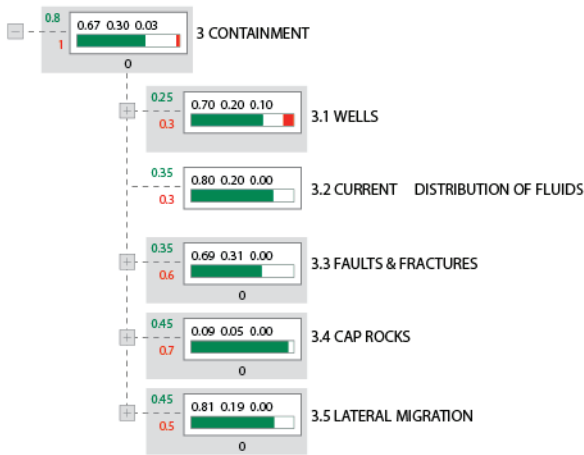 0.8
0.67 0.30 0.03
3 CONTAINMENT
1
0
0.25
0.70 0.20 0.10
3.1 WELLS
0.3
0.35
0.80 0.20 0.00
3.2 CURRENT DISTRIBUTION OF FLUIDS
0.3
0.35
0.69 0.31 0.00
3.3 FAULTS & FRACTURES
0.6
0
0.45
0.09 0.05 0.00
3.4 CAP ROCKS
0.7
0
0.45
0.81 0.19 0.00
3.5 LATERAL MIGRATION
0.5
0